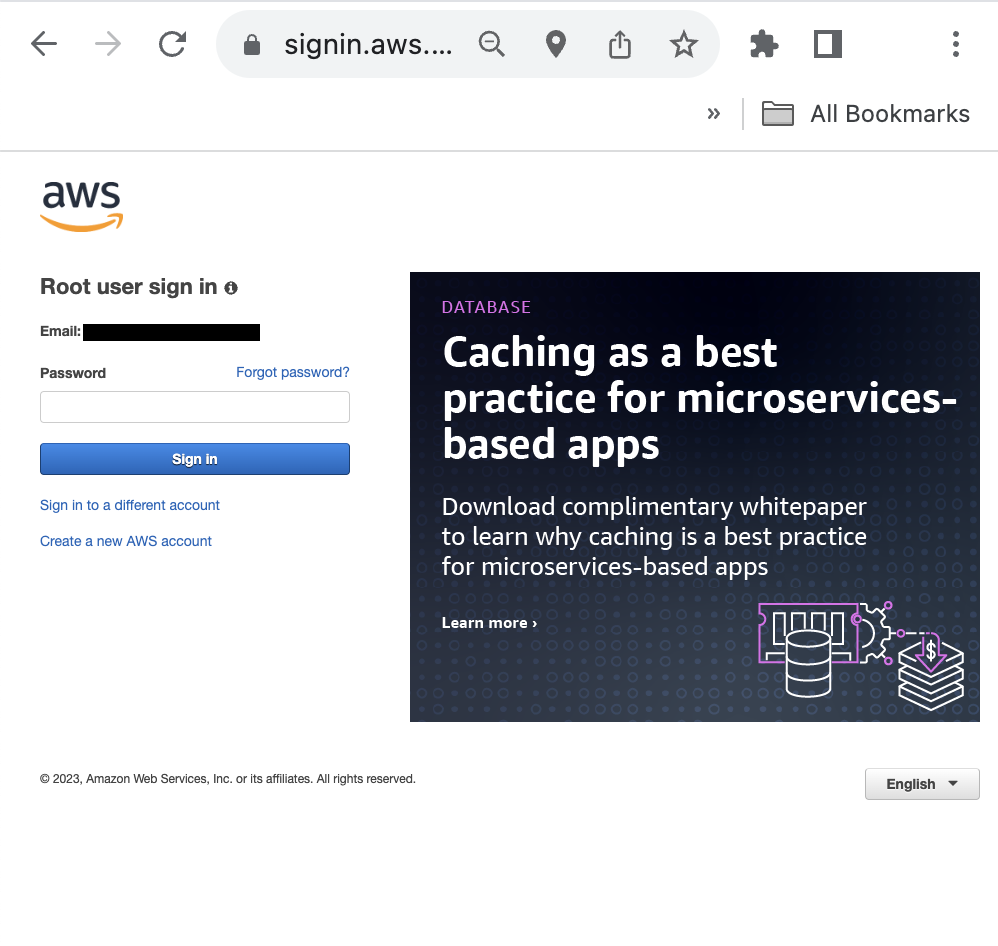 signin.aws....
»
All Bookmarks
aws
Root user sign in
Email:
Password
Forgot password?
Sign in
Sign in to a different account
Create a new AWS account
DATABASE
Caching as a best
practice for microservices-
based apps
Download complimentary whitepaper
to learn why caching is a best practice
for microservices-based apps
Learn more ›
$
© 2023, Amazon Web Services, Inc. or its affiliates. All rights reserved.
English